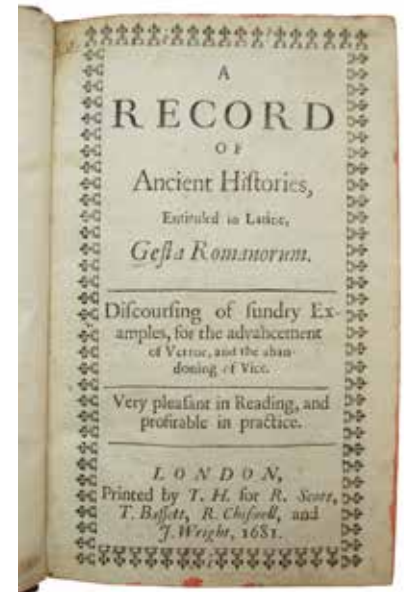 A
RECORD
OF
Ancient Hiſtories,
Entituled in Latine,
Geſta Romanorum.
Diſcourſing of ſundry Ex-
amples, for the advancement
of Vertue, and the aban-
doning of Vice.
Very pleaſant in Reading, and
profitable in practice.
LONDON,
Printed by T. H. for R. Scott,
T. Baſſett, R. Chiſwell, and
J. Wright, 1681.